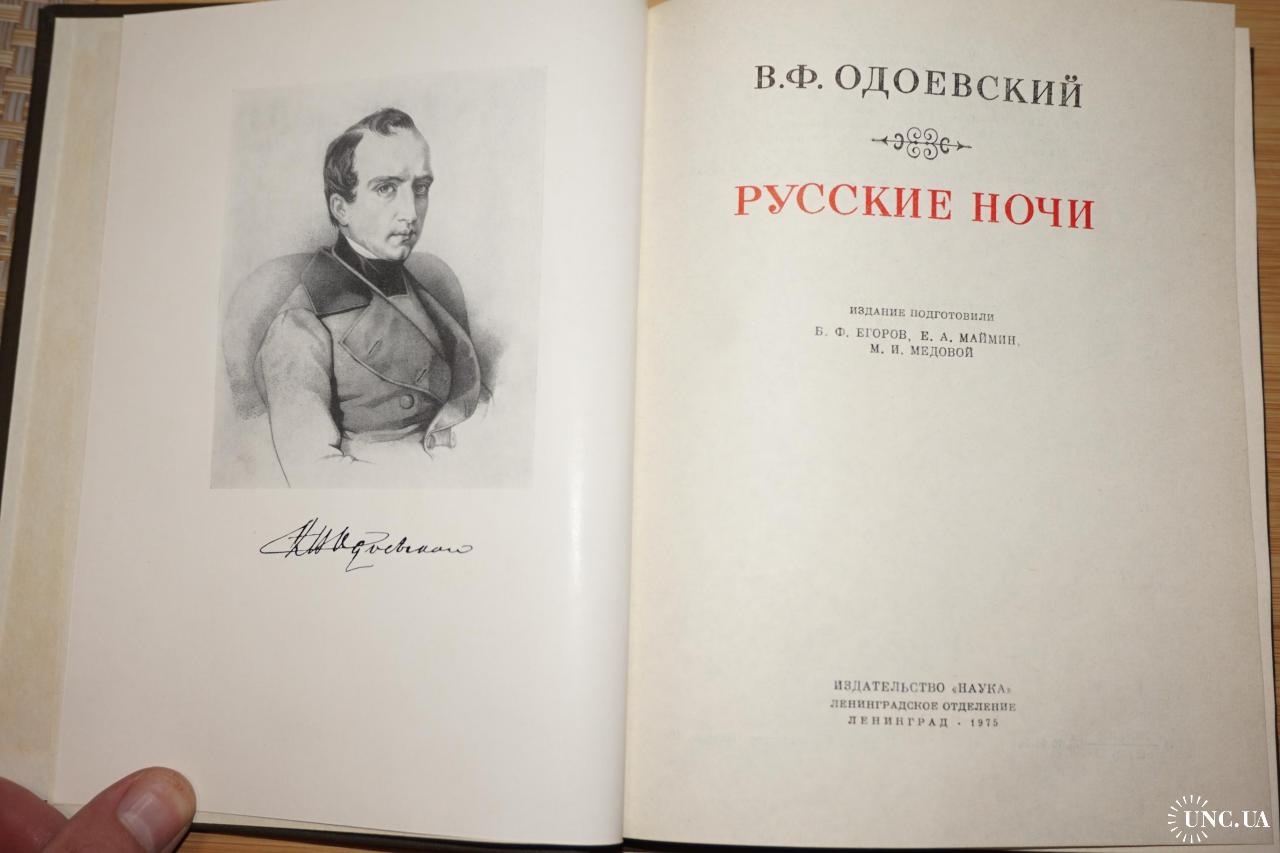 В.Ф. ОДОЕВСКИЙ
РУССКИЕ НОЧИ
ИЗДАНИЕ ПОДГОТОВИЛИ
Б. Ф. ЕГОРОВ, Е. А. МАЙМИН,
М. И. МЕДОВОЙ
ИЗДАТЕЛЬСТВО «НАУКА»
ЛЕНИНГРАДСКОЕ ОТДЕЛЕНИЕ
ЛЕНИНГРАД · 1975
UNC.UA